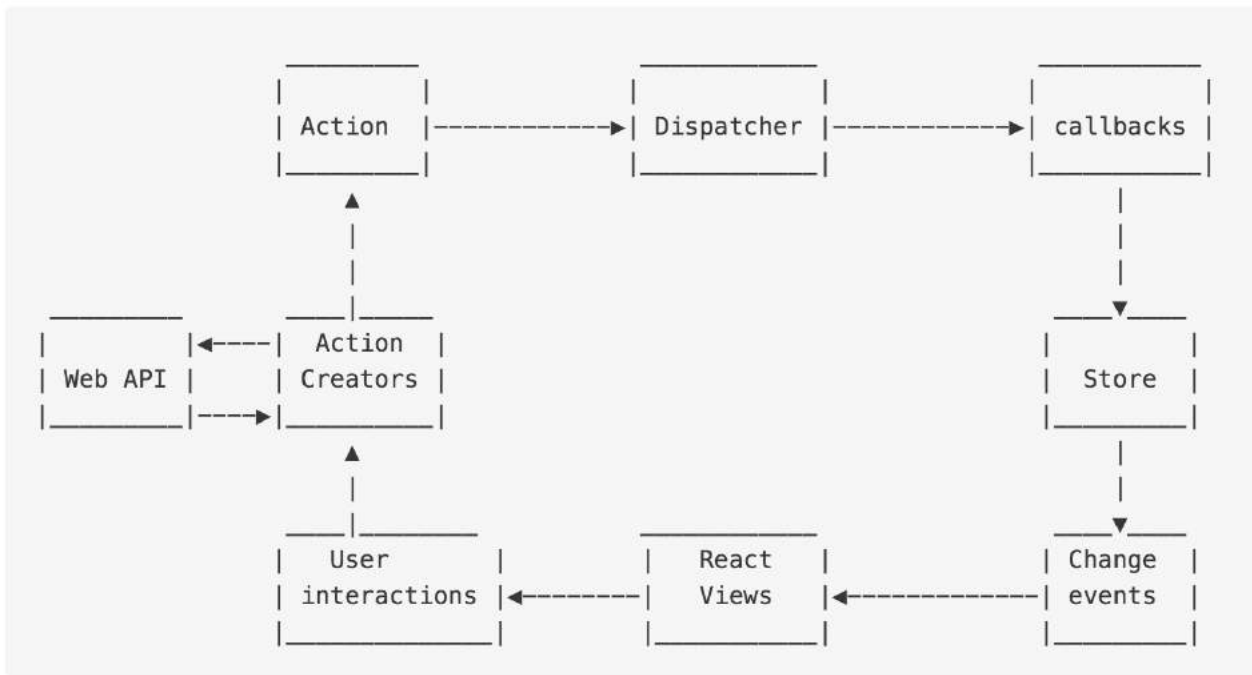 Action Dispatcher callbacks
Action
Web API Creators Store
User React Change
interactions Views events